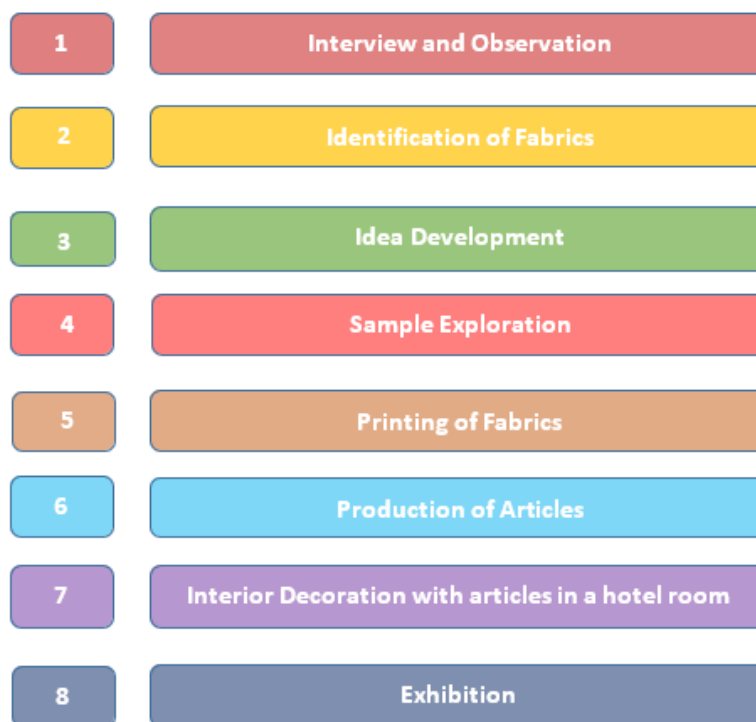 1 Interview and Observation
2 Identification of Fabrics
3 Idea Development
4 Sample Exploration
5 Printing of Fabrics
6 Production of Articles
7 Interior Decoration with articles in a hotel room
8 Exhibition